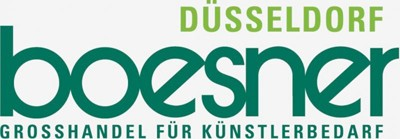 DÜSSELDORF
boesner
GROSSHANDEL FÜR KÜNSTLERBEDARF